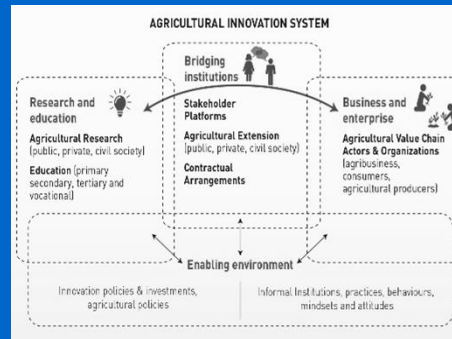 AGRICULTURAL INNOVATION SYSTEM
Research and
education
Agricultural Research
(public, private, civil society)
Education (primary
secondary, tertiary and
vocational)
Bridging
institutions
Stakeholder
Platforms
Agricultural Extension
(public, private, civil society)
Contractual
Arrangements
Business and
enterprise
Agricultural Value Chain
Actors & Organizations
(agribusiness,
consumers,
agricultural producers)
Enabling environment
Innovation policies & investments,
agricultural policies
Informal Institutions, practices, behaviours,
mindsets and attitudes